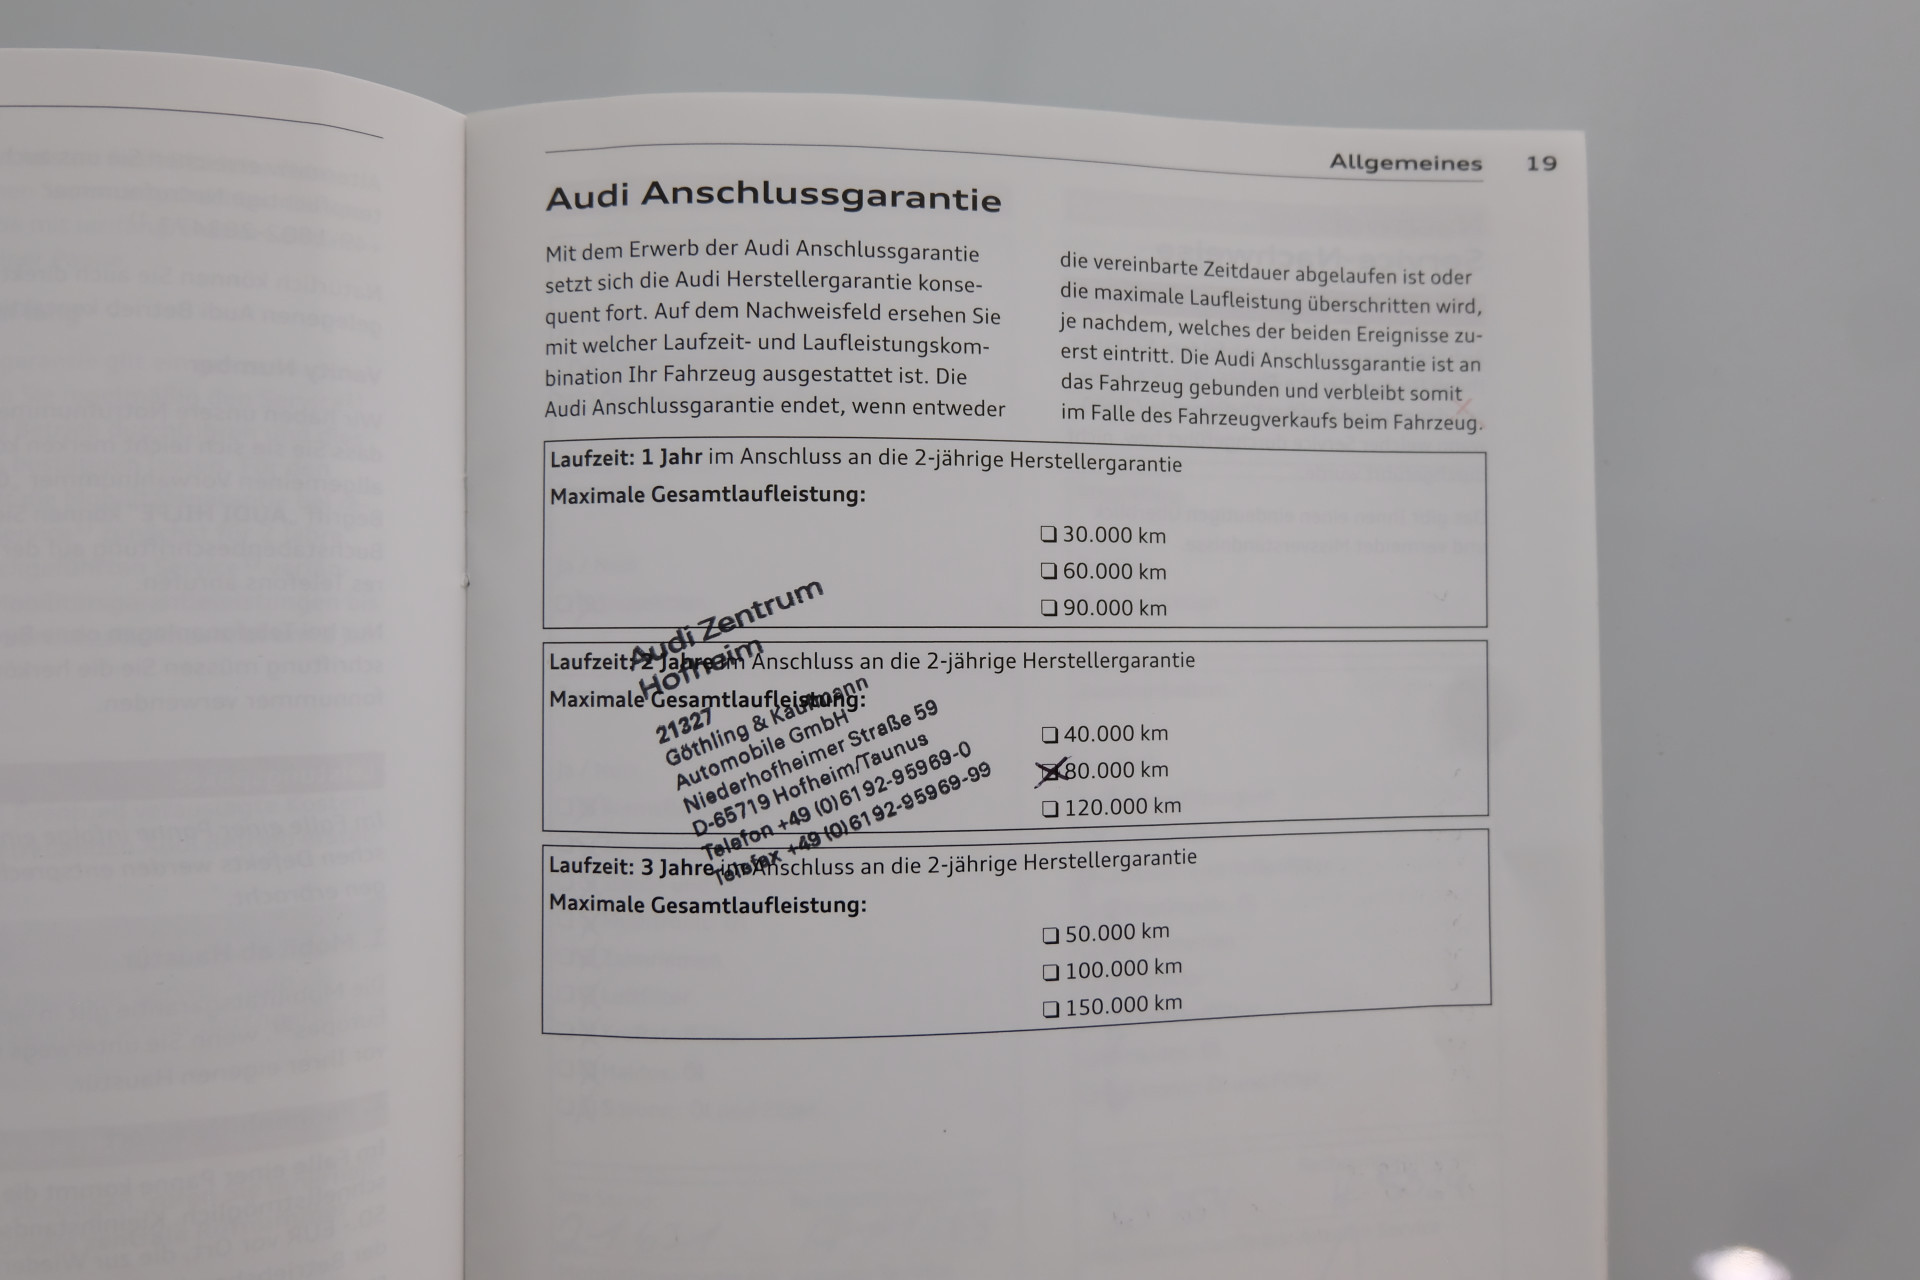 Allgemeines 19
Audi Anschlussgarantie
Mit dem Erwerb der Audi Anschlussgarantie
setzt sich die Audi Herstellergarantie konse-
quent fort. Auf dem Nachweisfeld ersehen Sie
mit welcher Laufzeit- und Laufleistungskom-
bination Ihr Fahrzeug ausgestattet ist. Die
Audi Anschlussgarantie endet, wenn entweder
die vereinbarte Zeitdauer abgelaufen ist oder
die maximale Laufleistung überschritten wird,
je nachdem, welches der beiden Ereignisse zu-
erst eintritt. Die Audi Anschlussgarantie ist an
das Fahrzeug gebunden und verbleibt somit
im Falle des Fahrzeugverkaufs beim Fahrzeug.
Laufzeit: 1 Jahr im Anschluss an die 2-jährige Herstellergarantie
Maximale Gesamtlaufleistung:
30.000 km
60.000 km
90.000 km
Laufzeit: 2 Jahre im Anschluss an die 2-jährige Herstellergarantie
Maximale Gesamtlaufleistung:
40.000 km
80.000 km
120.000 km
Audi Zentrum
Hofheim
21327
Göthling & Kaufmann
Automobile GmbH
Niederhofheimer Straße 59
D-65719 Hofheim/Taunus
Telefon +49 (0)6192-95969-0
Telefax +49 (0)6192-95969-99
Laufzeit: 3 Jahre im Anschluss an die 2-jährige Herstellergarantie
Maximale Gesamtlaufleistung:
50.000 km
100.000 km
150.000 km